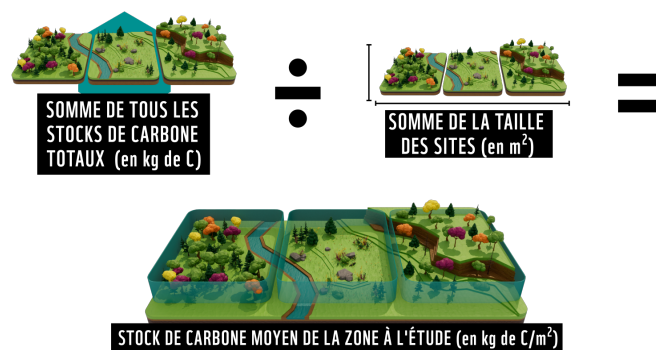 SOMME DE TOUS LES
STOCKS DE CARBONE
TOTAUX (en kg de C)
÷
SOMME DE LA TAILLE
DES SITES (en m²)
=
STOCK DE CARBONE MOYEN DE LA ZONE À L'ÉTUDE (en kg de C/m²)